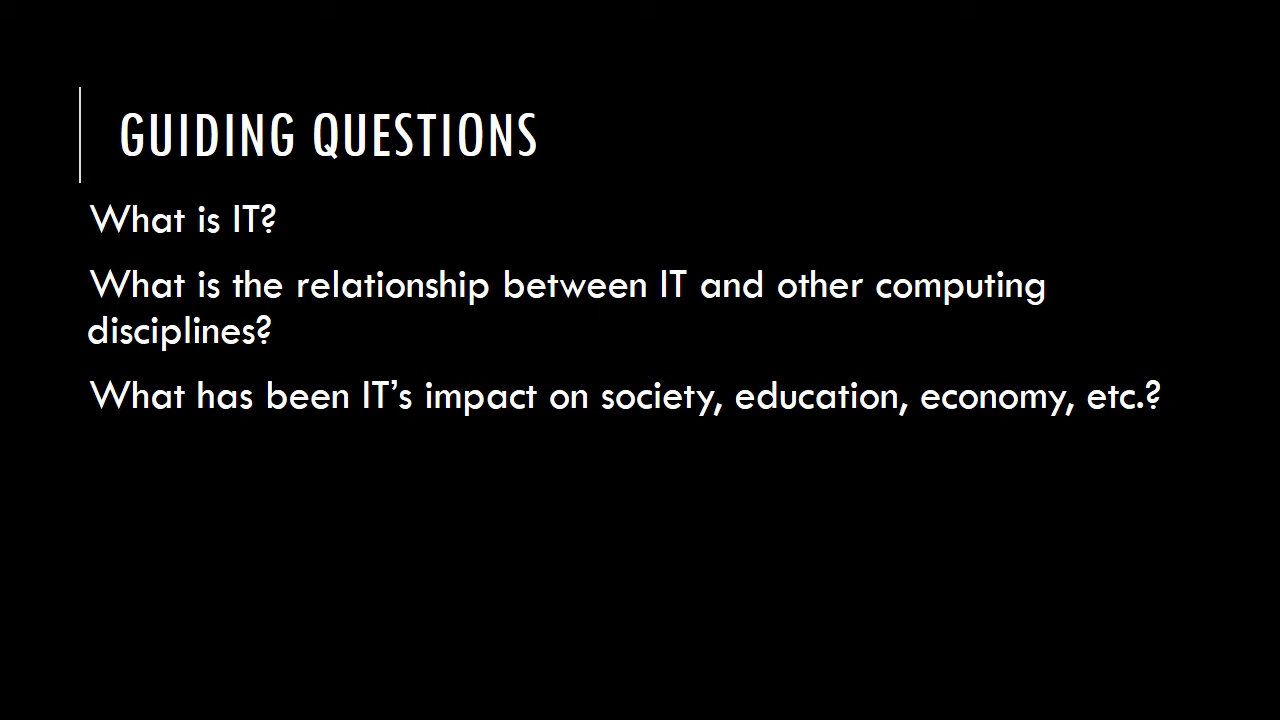 GUIDING QUESTIONS
What is IT?
What is the relationship between IT and other computing
disciplines?
What has been IT’s impact on society, education, economy, etc.?